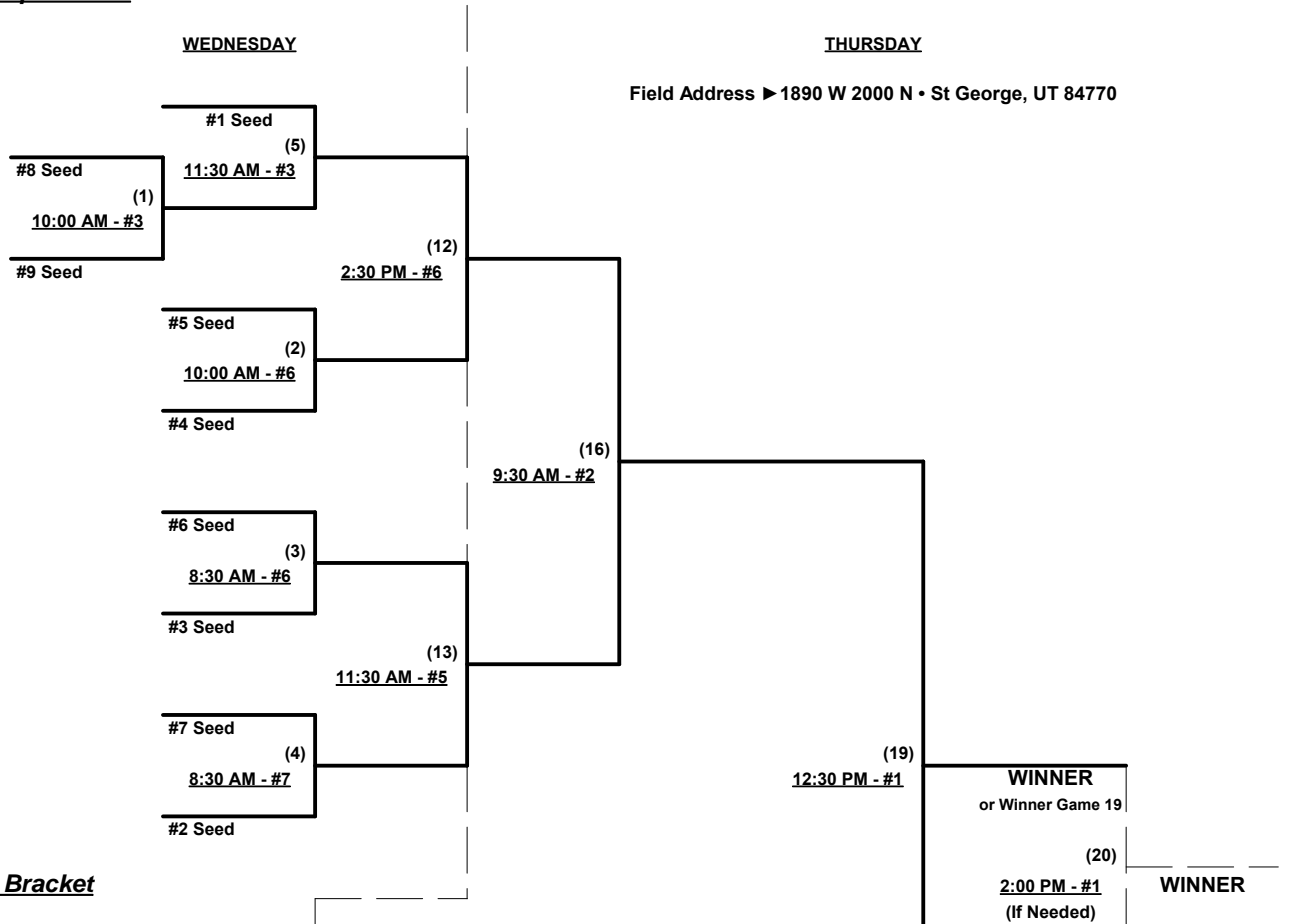 WEDNESDAY
THURSDAY
Field Address ►1890 W 2000 N • St George, UT 84770
#1 Seed
(5)
11:30 AM - #3
#8 Seed
(1)
10:00 AM - #3
#9 Seed
(12)
2:30 PM - #6
#5 Seed
(2)
10:00 AM - #6
#4 Seed
(16)
9:30 AM - #2
#6 Seed
(3)
8:30 AM - #6
#3 Seed
(13)
11:30 AM - #5
#7 Seed
(4)
8:30 AM - #7
#2 Seed
(19)
12:30 PM - #1
WINNER
or Winner Game 19
(20)
2:00 PM - #1
(If Needed)
WINNER
Bracket